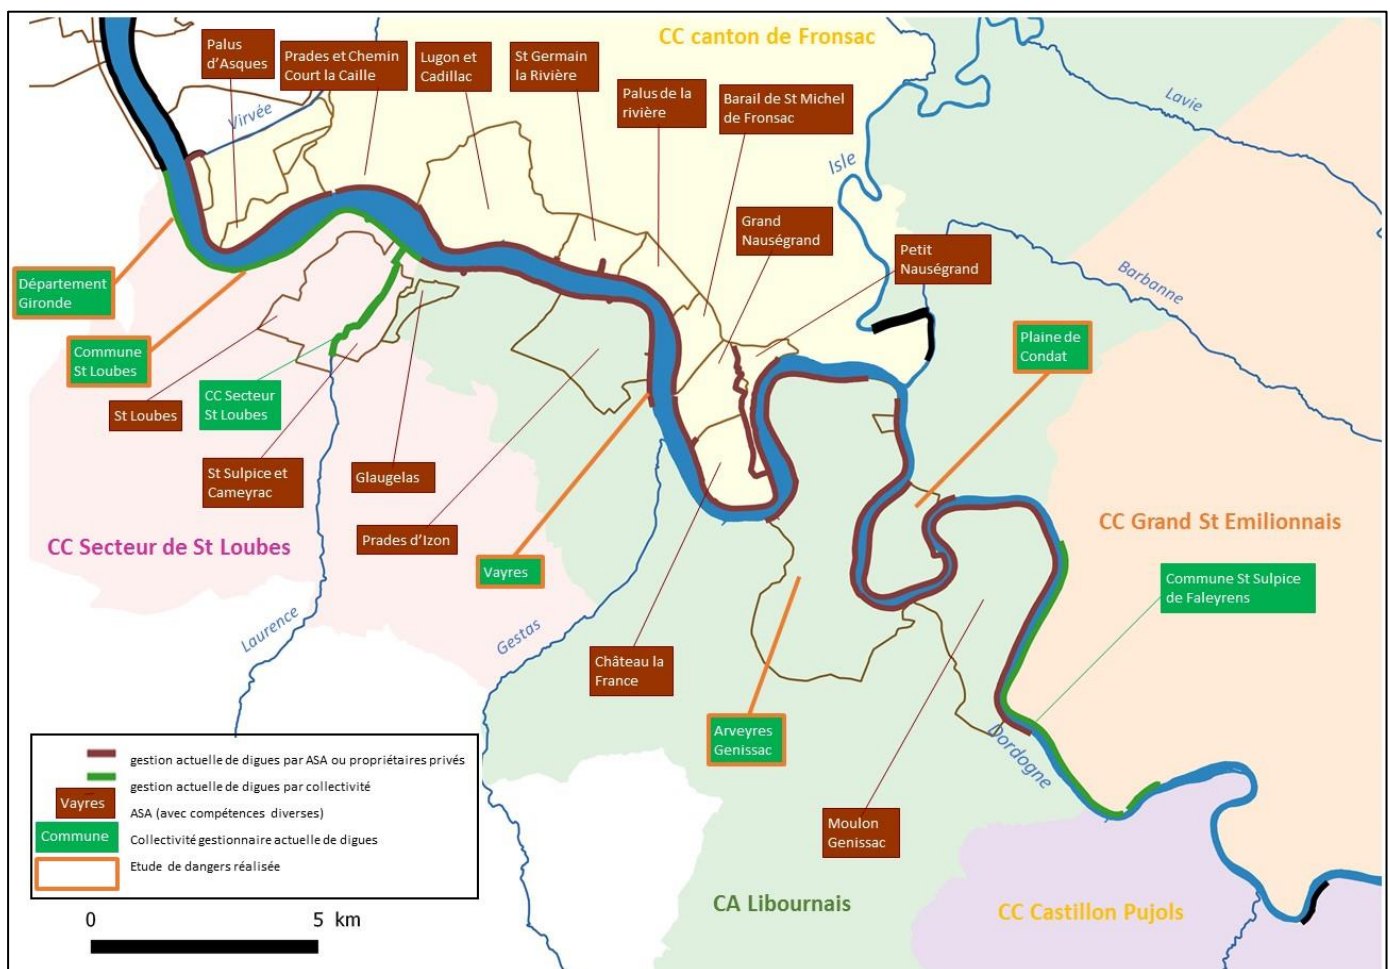 CC canton de Fronsac
Palus
d'Asques
Prades et Chemin
Court la Caille
Lugon et
Cadillac
St Germain
la Rivière
Palus de la
rivière
Barail de St Michel
de Fronsac
Lavie
Virvée
Isle
Grand
Nauségrand
Petit
Nauségrand
Barbanne
Département
Gironde
Commune
St Loubes
Plaine de
Condat
St Loubes
CC Secteur
St Loubes
St Sulpice et
Cameyrac
Glaugelas
Prades d'Izon
CC Secteur de St Loubes
Vayres
CC Grand St Emilionnais
Commune St Sulpice
de Faleyrens
Laurence
Gestas
Château la
France
Arveyres
Genissac
Dordogne
Moulon
Genissac
CA Libournais
CC Castillon Pujols
gestion actuelle de digues par ASA ou propriétaires privés
gestion actuelle de digues par collectivité
Vayres
ASA (avec compétences diverses)
Commune
Collectivité gestionnaire actuelle de digues
Etude de dangers réalisée
0 5 km